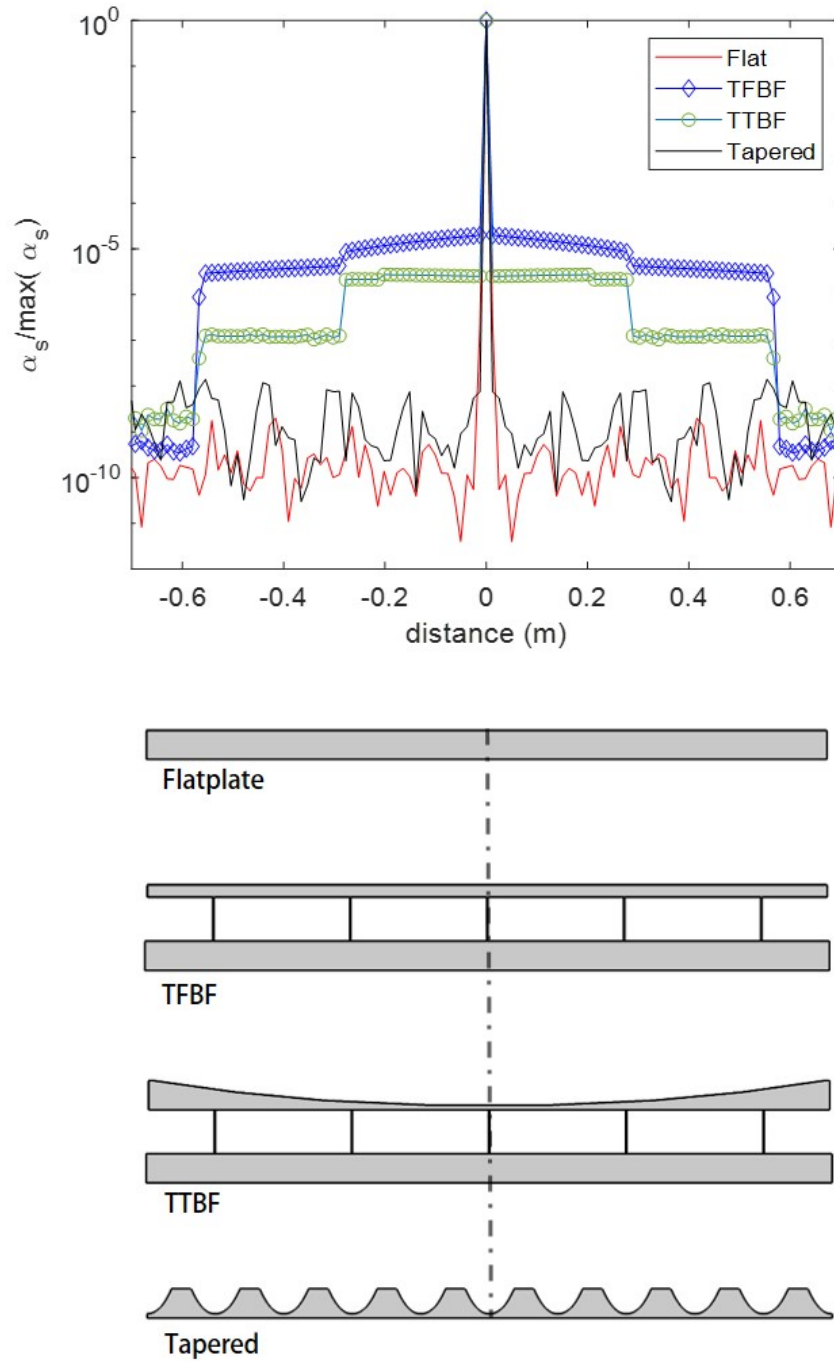 10^0
Flat
TFBF
TTBF
Tapered
10^-5
α_s/max( α_s)
10^-10
-0.6 -0.4 -0.2 0 0.2 0.4 0.6
distance (m)
Flatplate
TFBF
TTBF
Tapered